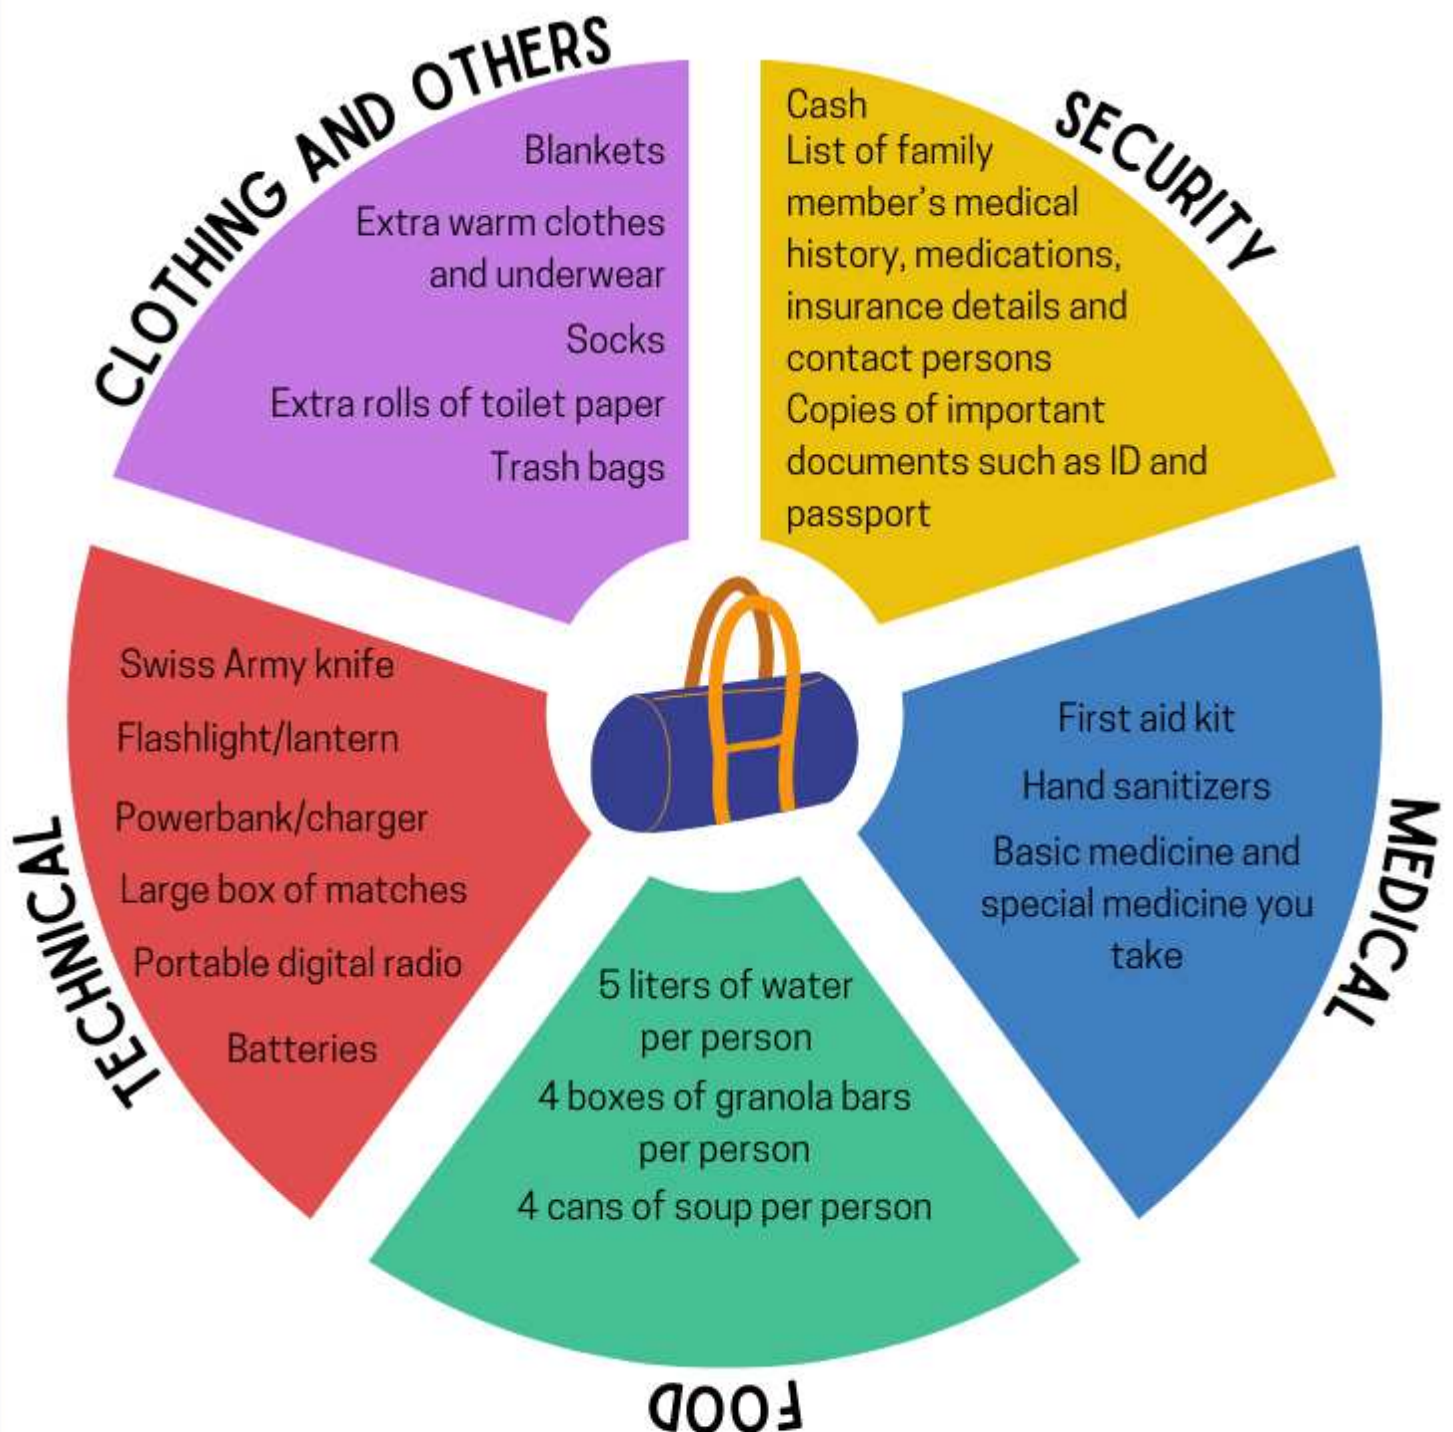 CLOTHING AND OTHERS
Blankets
Extra warm clothes
and underwear
Socks
Extra rolls of toilet paper
Trash bags
SECURITY
Cash
List of family
member’s medical
history, medications,
insurance details and
contact persons
Copies of important
documents such as ID and
passport
MEDICAL
First aid kit
Hand sanitizers
Basic medicine and
special medicine you
take
FOOD
5 liters of water
per person
4 boxes of granola bars
per person
4 cans of soup per person
TECHNICAL
Swiss Army knife
Flashlight/lantern
Powerbank/charger
Large box of matches
Portable digital radio
Batteries